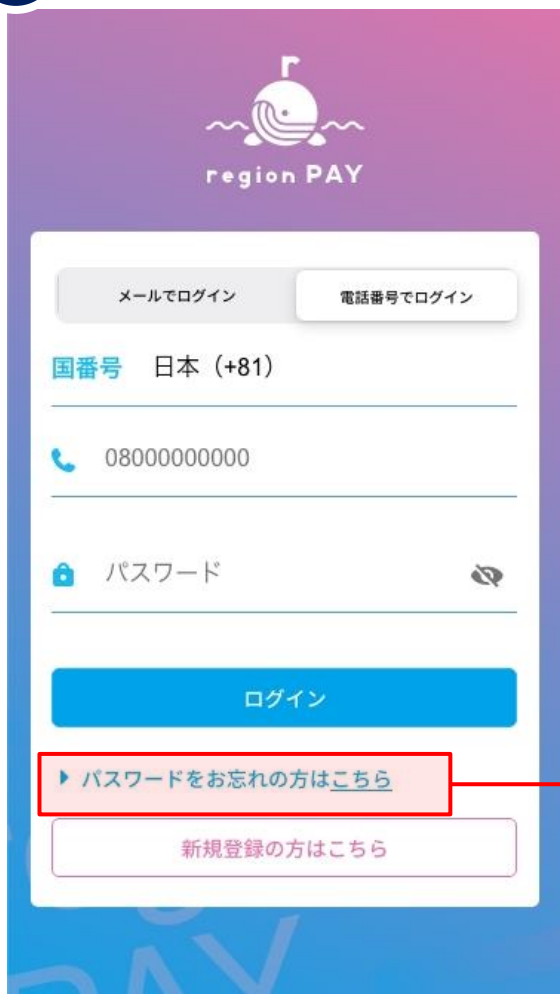 region PAY
メールでログイン
電話番号でログイン
国番号 日本（+81）
08000000000
パスワード
ログイン
パスワードをお忘れの方はこちら
新規登録の方はこちら
PAY